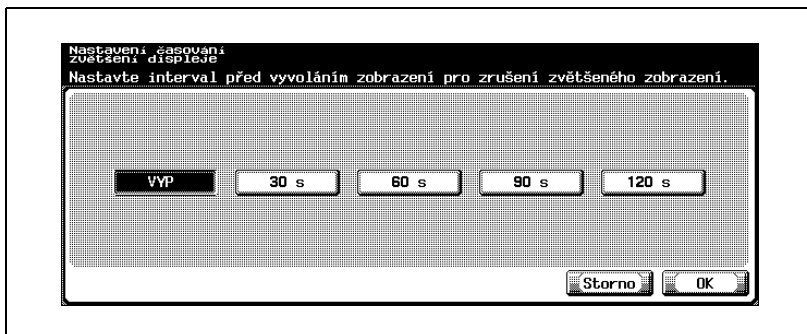 Nastavení časování
zvětšení displeje
Nastavte interval před vyvoláním zobrazení pro zrušení zvětšeného zobrazení.
VYP 30 s 60 s 90 s 120 s
Storno OK